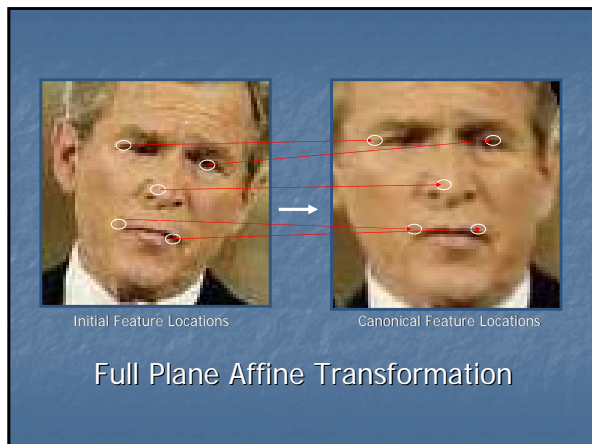 Initial Feature Locations
Canonical Feature Locations
Full Plane Affine Transformation